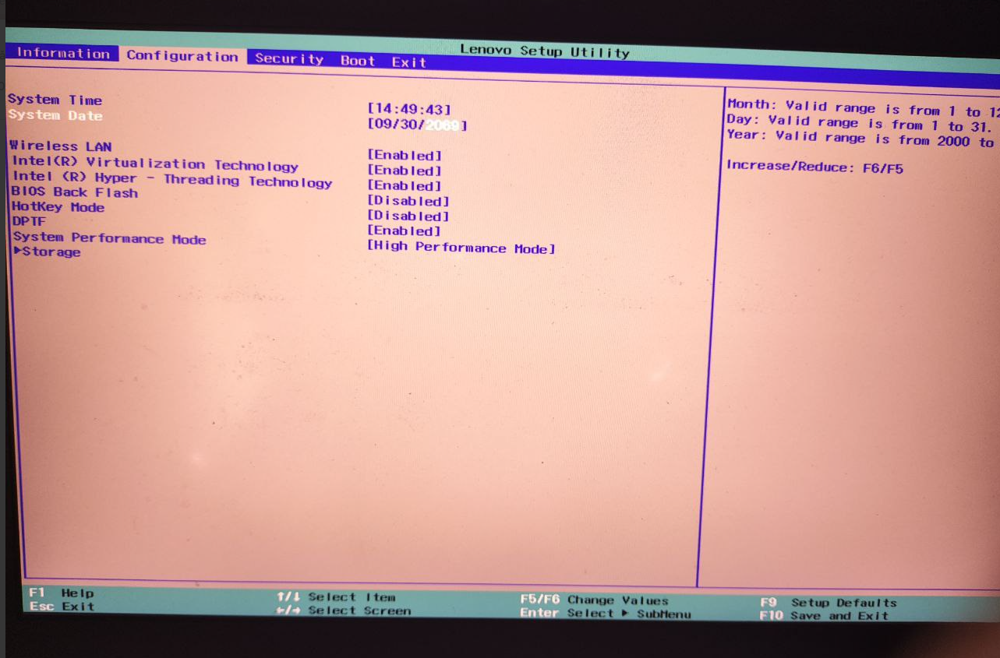 Lenovo Setup Utility
Information Configuration Security Boot Exit
System Time [14:49:43]
System Date [09/30/2069]
Wireless LAN [Enabled]
Intel(R) Virtualization Technology [Enabled]
Intel (R) Hyper - Threading Technology [Enabled]
BIOS Back Flash [Disabled]
HotKey Mode [Disabled]
DPTF [Enabled]
System Performance Mode [High Performance Mode]
▶Storage
Month: Valid range is from 1 to 12
Day: Valid range is from 1 to 31.
Year: Valid range is from 2000 to
Increase/Reduce: F6/F5
F1 Help ↑/↓ Select Item F5/F6 Change Values F9 Setup Defaults
Esc Exit ←/→ Select Screen Enter Select ▶ SubMenu F10 Save and Exit